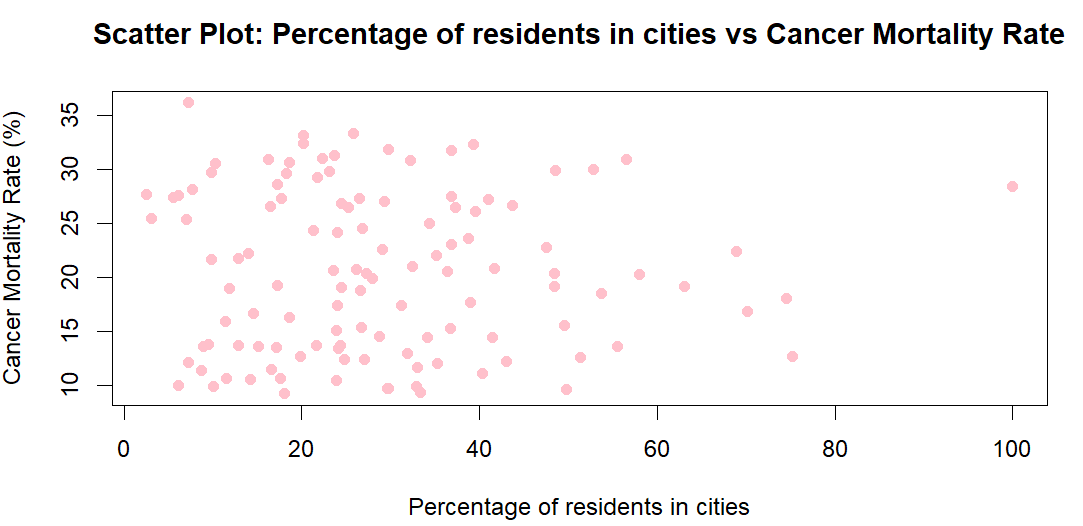 Scatter Plot: Percentage of residents in cities vs Cancer Mortality Rate
Cancer Mortality Rate (%)
35
30
25
20
15
10
0 20 40 60 80 100
Percentage of residents in cities